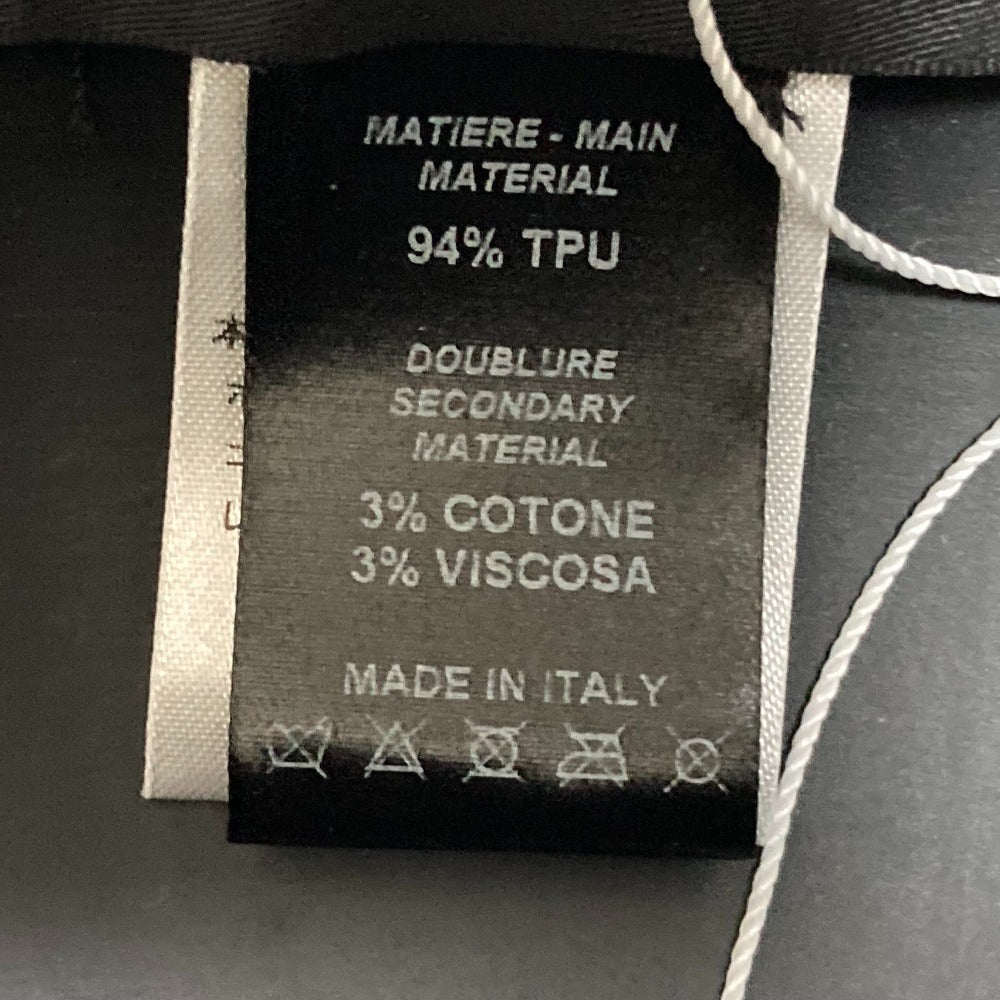 MATIERE - MAIN
MATERIAL
94% TPU
DOUBLURE
SECONDARY
MATERIAL
3% COTONE
3% VISCOSA
MADE IN ITALY